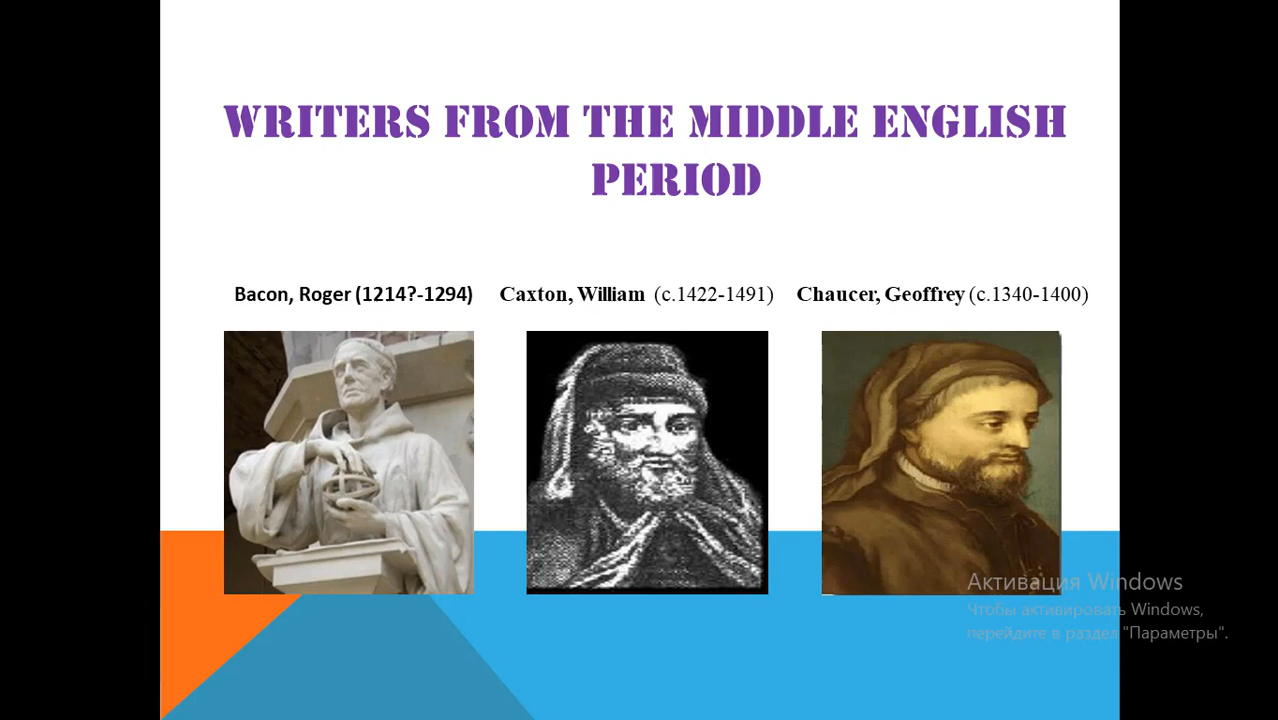 WRITERS FROM THE MIDDLE ENGLISH
PERIOD
Bacon, Roger (1214?-1294)
Caxton, William (c.1422-1491)
Chaucer, Geoffrey (c.1340-1400)
Активация Windows
Чтобы активировать Windows,
перейдите в раздел "Параметры".